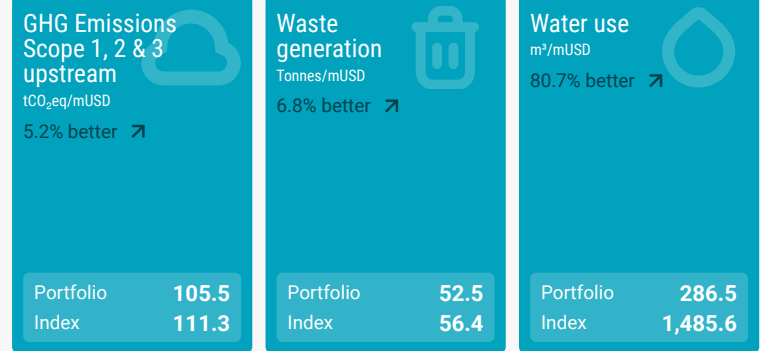 GHG Emissions
Scope 1, 2 & 3
upstream
tCO₂eq/mUSD
5.2% better
Portfolio 105.5
Index 111.3
Waste
generation
Tonnes/mUSD
6.8% better
Portfolio 52.5
Index 56.4
Water use
m³/mUSD
80.7% better
Portfolio 286.5
Index 1,485.6